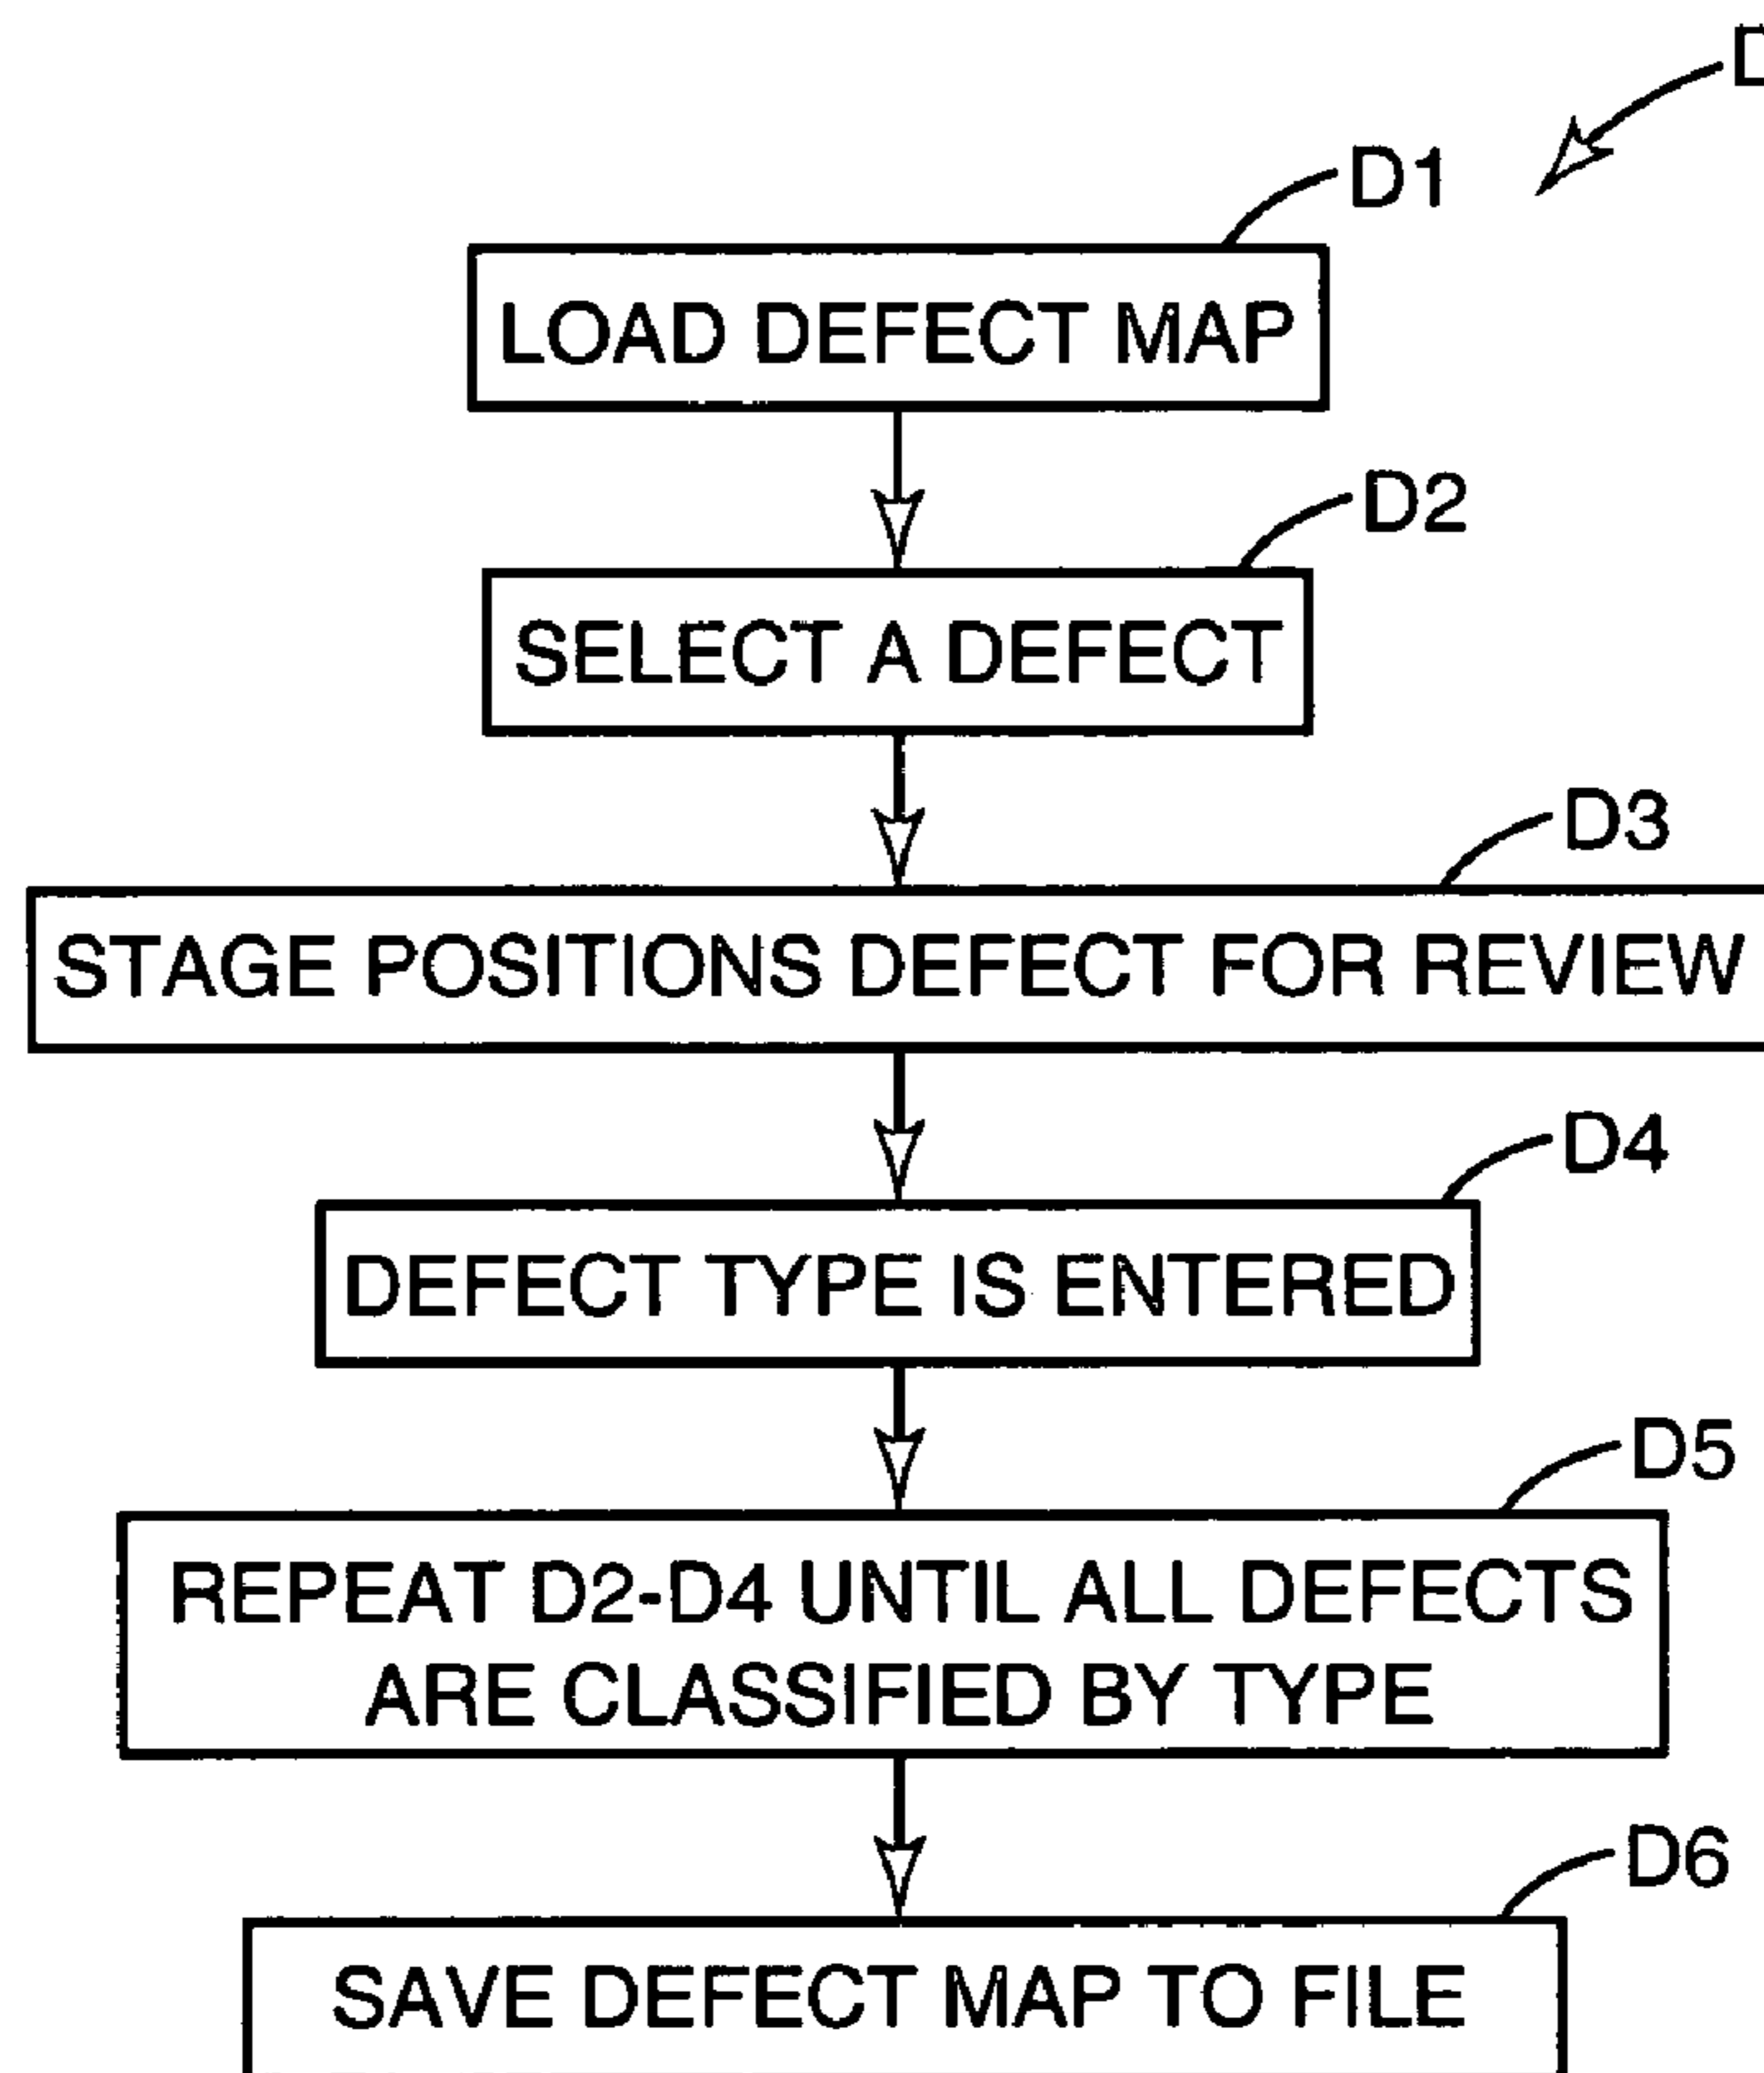 D
D1
LOAD DEFECT MAP
D2
SELECT A DEFECT
D3
STAGE POSITIONS DEFECT FOR REVIEW
D4
DEFECT TYPE IS ENTERED
D5
REPEAT D2-D4 UNTIL ALL DEFECTS
ARE CLASSIFIED BY TYPE
D6
SAVE DEFECT MAP TO FILE